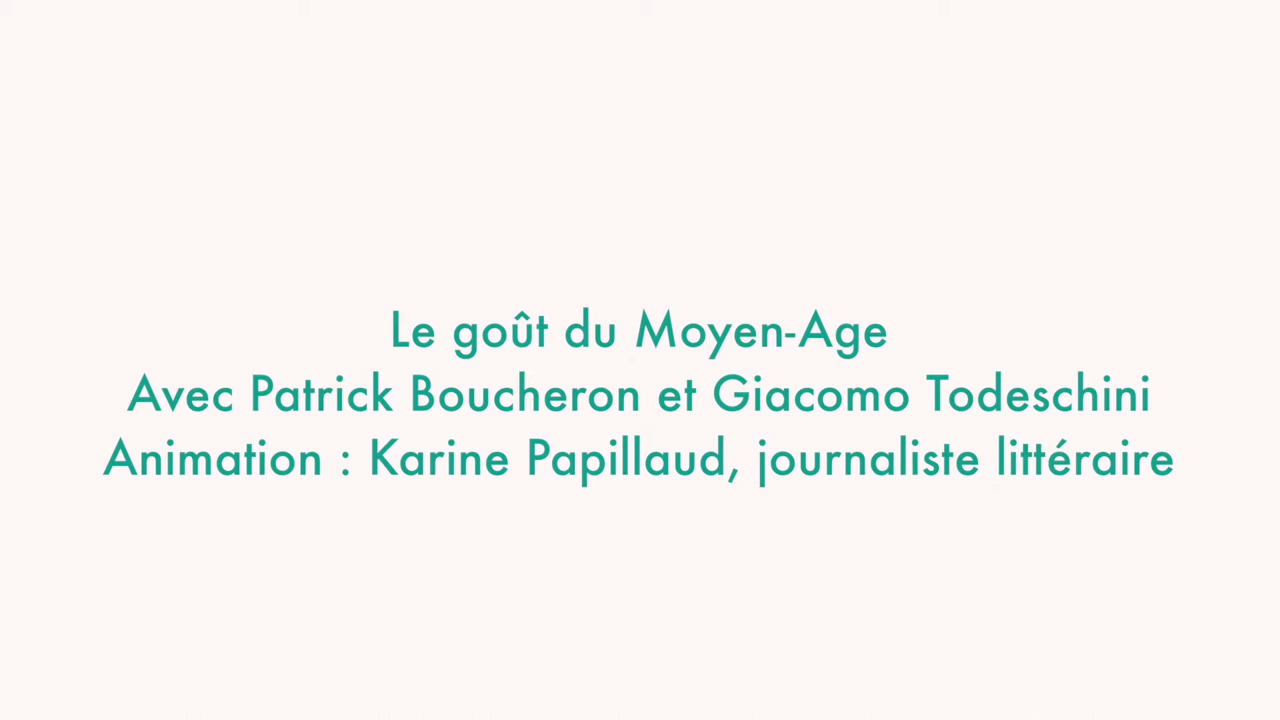 Le goût du Moyen-Age
Avec Patrick Boucheron et Giacomo Todeschini
Animation : Karine Papillaud, journaliste littéraire